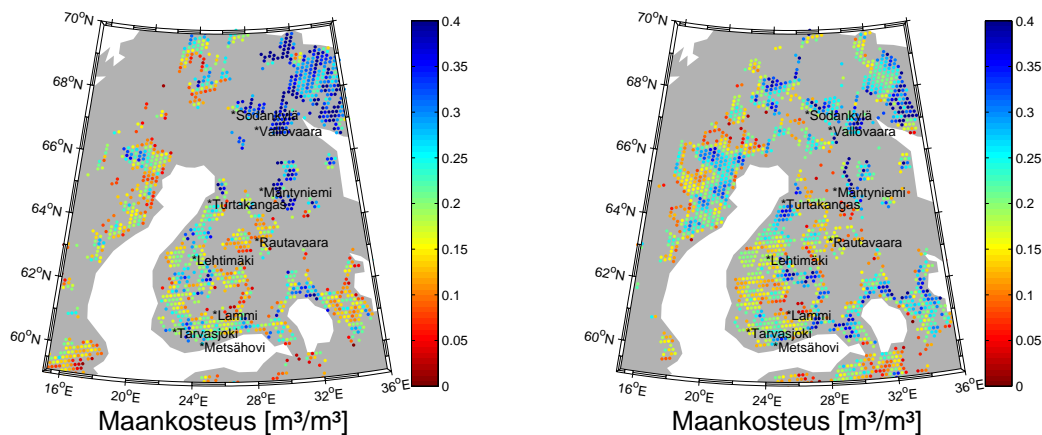 70°N
68°N
66°N
64°N
62°N
60°N
16°E
20°E
24°E
28°E
32°E
36°E
*Sodankylä
*Vallovaara
*Mäntyniemi
*Turtakangas
*Rautavaara
*Lehtimäki
*Lammi
*Tarvasjoki
*Metsähovi
0.4
0.35
0.3
0.25
0.2
0.15
0.1
0.05
0
Maankosteus [m³/m³]
70°N
68°N
66°N
64°N
62°N
60°N
16°E
20°E
24°E
28°E
32°E
36°E
*Sodankylä
*Vallovaara
*Mäntyniemi
*Turtakangas
*Rautavaara
*Lehtimäki
*Lammi
*Tarvasjoki
*Metsähovi
0.4
0.35
0.3
0.25
0.2
0.15
0.1
0.05
0
Maankosteus [m³/m³]